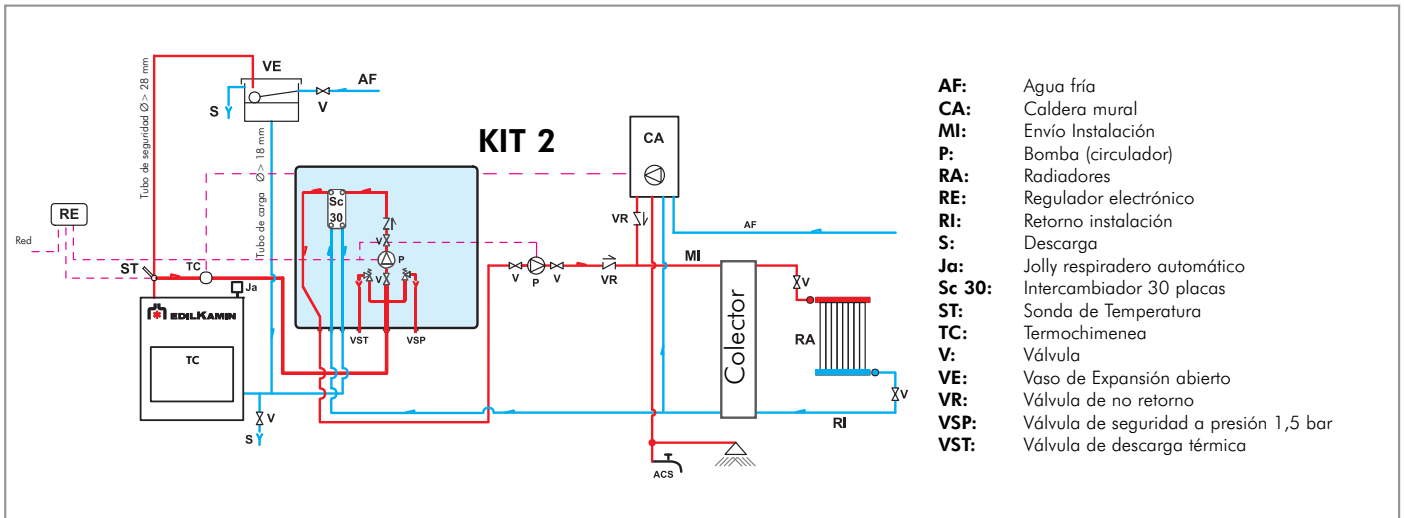 VE
AF
S
V
Tubo de seguridad Ø > 28 mm
Tubo de carga Ø > 18 mm
KIT 2
Sc
30
V
P
V
VST
VSP
RE
Red
ST
TC
Ja
EDILKAMIN
TC
V
S
CA
VR
AF
MI
V
P
V
VR
Colector
V
RA
V
RI
ACS
AF: Agua fría
CA: Caldera mural
MI: Envío Instalación
P: Bomba (circulador)
RA: Radiadores
RE: Regulador electrónico
RI: Retorno instalación
S: Descarga
Ja: Jolly respiradero automático
Sc 30: Intercambiador 30 placas
ST: Sonda de Temperatura
TC: Termochimenea
V: Válvula
VE: Vaso de Expansión abierto
VR: Válvula de no retorno
VSP: Válvula de seguridad a presión 1,5 bar
VST: Válvula de descarga térmica